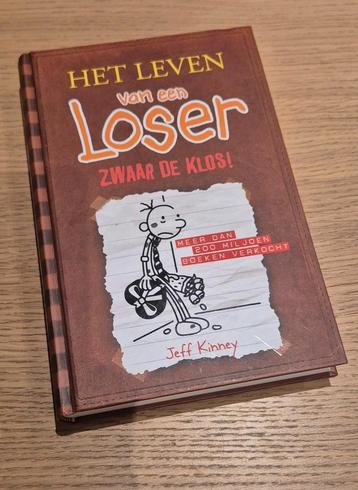 HET LEVEN
van een
Loser
ZWAAR DE KLOS!
MEER DAN
200 MILJOEN
BOEKEN VERKOCHT
Jeff Kinney